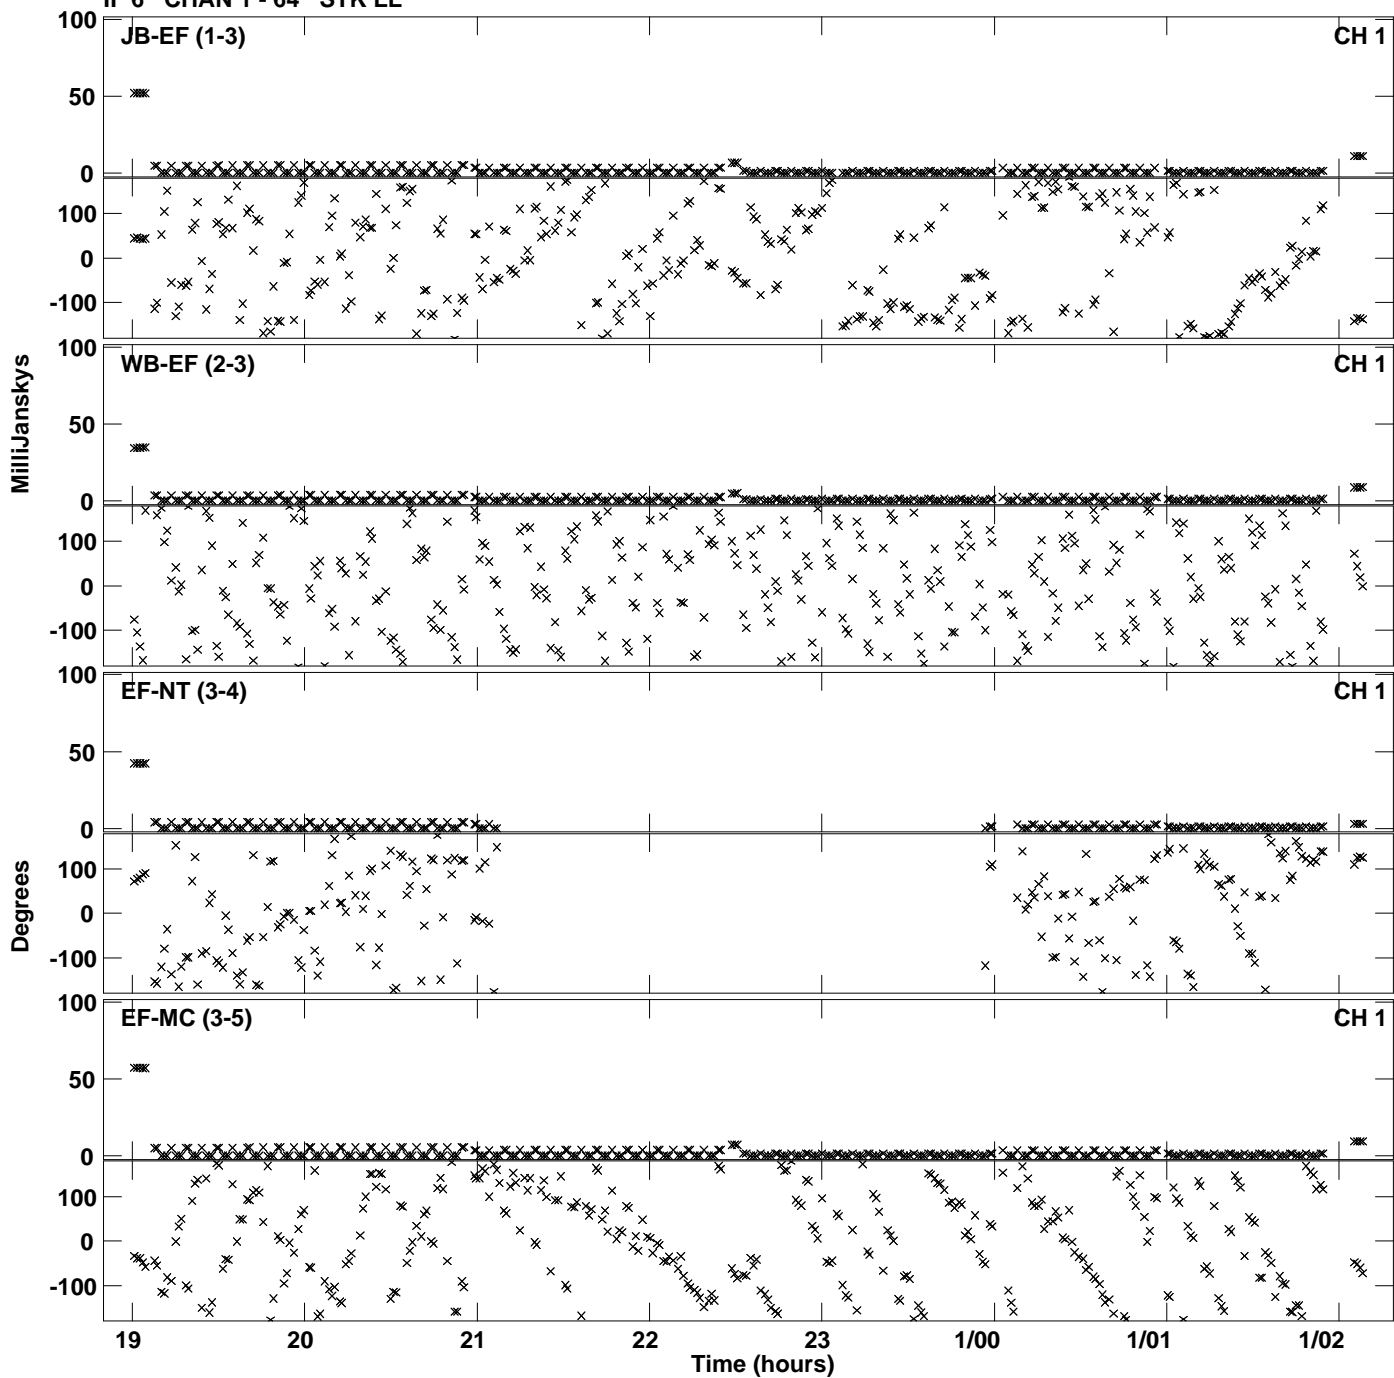 IF 6 CHAN 1 - 64 STK LL
100
JB-EF (1-3) CH 1
50
0
100
0
-100
100
WB-EF (2-3) CH 1
50
0
100
0
-100
MilliJanskys
100
EF-NT (3-4) CH 1
50
0
100
0
-100
Degrees
100
EF-MC (3-5) CH 1
50
0
100
0
-100
19 20 21 22 23 1/00 1/01 1/02
Time (hours)